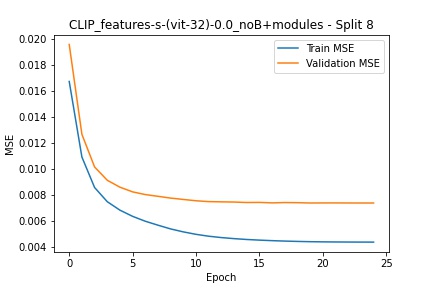 CLIP_features-s-(vit-32)-0.0_noB+modules - Split 8
Train MSE
Validation MSE
MSE
0.020
0.018
0.016
0.014
0.012
0.010
0.008
0.006
0.004
0 5 10 15 20 25
Epoch